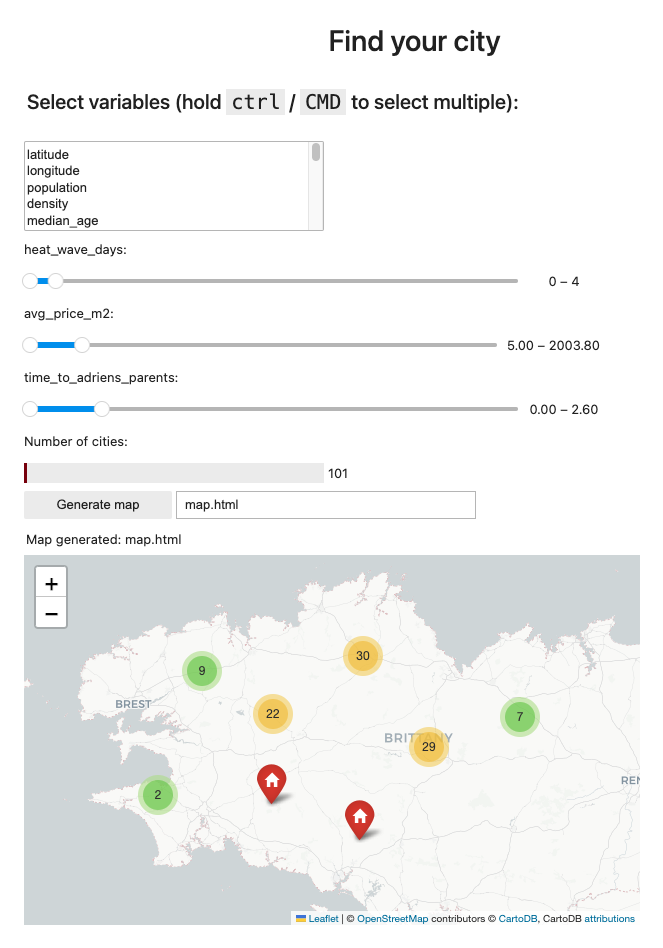 Find your city
Select variables (hold ctrl / CMD to select multiple):
latitude
longitude
population
density
median_age
heat_wave_days:
0 – 4
avg_price_m2:
5.00 – 2003.80
time_to_adriens_parents:
0.00 – 2.60
Number of cities:
101
Generate map map.html
Map generated: map.html
+
−
30
9
BREST
22
7
BRITTANY
29
REN
2
Leaflet | © OpenStreetMap contributors © CartoDB, CartoDB attributions